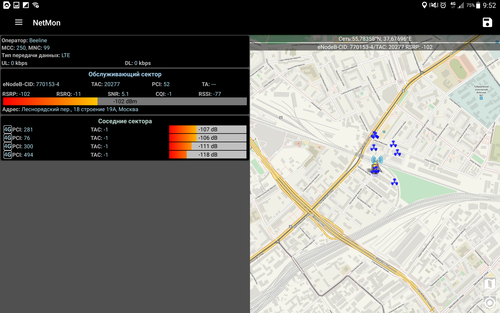 75% 9:52
NetMon
Оператор: Beeline
MCC: 250, MNC: 99
Тип передачи данных: LTE
UL: 0 kbps DL: 0 kbps
Обслуживающий сектор
eNodeB-CID: 770153-4 TAC: 20277 PCI: 52 TA: --
RSRP: -102 RSRQ: -11 SNR: 5.1 CQI: -1 RSSI: -77
-102 dBm
Адрес: Леснорядский пер., 18 строение 19А, Москва
Соседние сектора
4G PCI: 281 TAC: -1 -107 dB
4G PCI: 76 TAC: -1 -106 dB
4G PCI: 300 TAC: -1 -111 dB
4G PCI: 494 TAC: -1 -118 dB
Сеть: 55,78358°N, 37,67696°E
eNodeB-CID: 770153-4/TAC: 20277 RSRP: -102